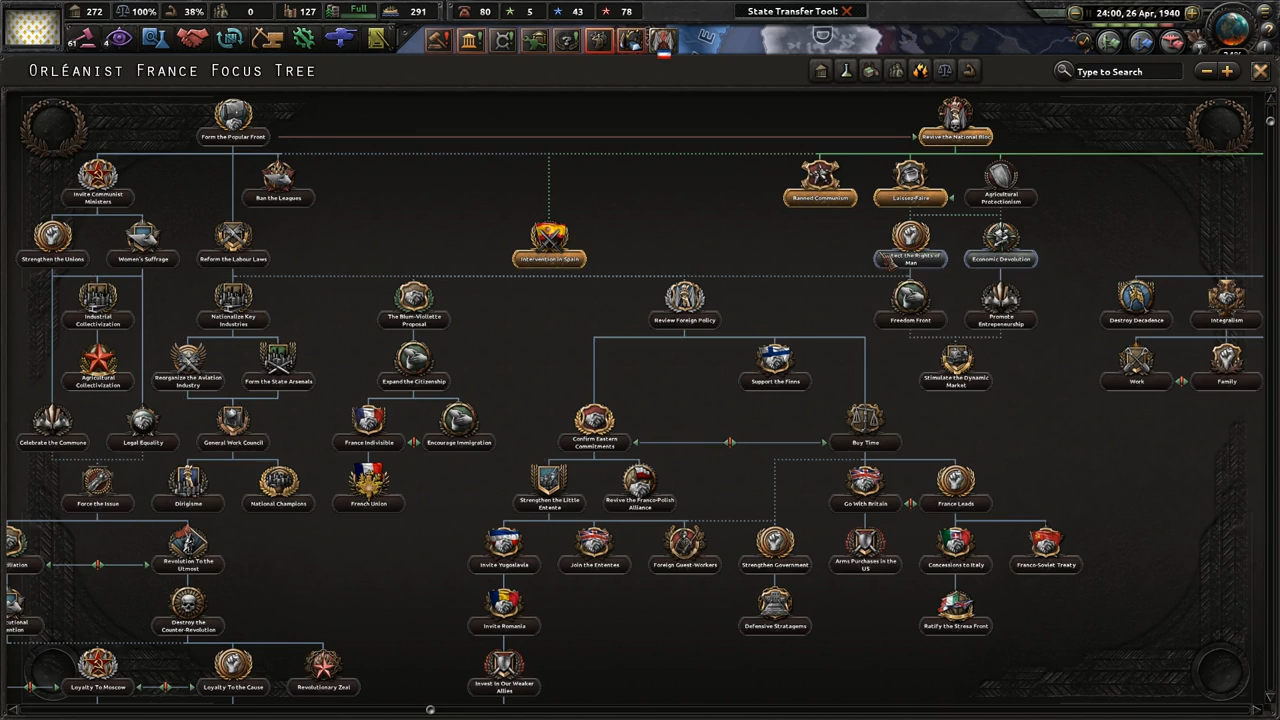 272 100% 38% 0 127 Full 291 80 5 43 78 State Transfer Tool: 24:00, 26 Apr, 1940
61 4
Orléanist France Focus Tree
Type to Search
Form the Popular Front
Revive the National Bloc
Invite Communist
Ministers
Ban the Leagues
Banned Communism
Laissez-Faire
Agricultural
Protectionism
Strengthen the Unions
Women's Suffrage
Reform the Labour Laws
Intervention In Spain
the Rights of
Man
Economic Devolution
Industrial
Collectivization
Nationalize Key
Industries
The Blum-Viollette
Proposal
Review Foreign Policy
Freedom Front
Promote
Entrepeneurship
Destroy Decadence
Integralism
Agricultural
Collectivization
Reorganize the Aviation
Industry
Form the State Arsenals
Expand the Citizenship
Support the Finns
Stimulate the Dynamic
Market
Work
Family
Celebrate the Commune
Legal Equality
General Work Council
France Indivisible
Encourage Immigration
Confirm Eastern
Commitments
Buy Time
Force the Issue
Dirigisme
National Champions
French Union
Strengthen the Little
Entente
Revive the Franco-Polish
Alliance
Go With Britain
France Leads
Revolution To the
Utmost
Invite Yugoslavia
Join the Ententes
Foreign Guest-Workers
Strengthen Government
Arms Purchases in the
US
Concessions to Italy
Franco-Soviet Treaty
Destroy the
Counter-Revolution
Invite Romania
Defensive Stratagems
Ratify the Stresa Front
Loyalty To Moscow
Loyalty To the Cause
Revolutionary Zeal
Invest In Our Weaker
Allies